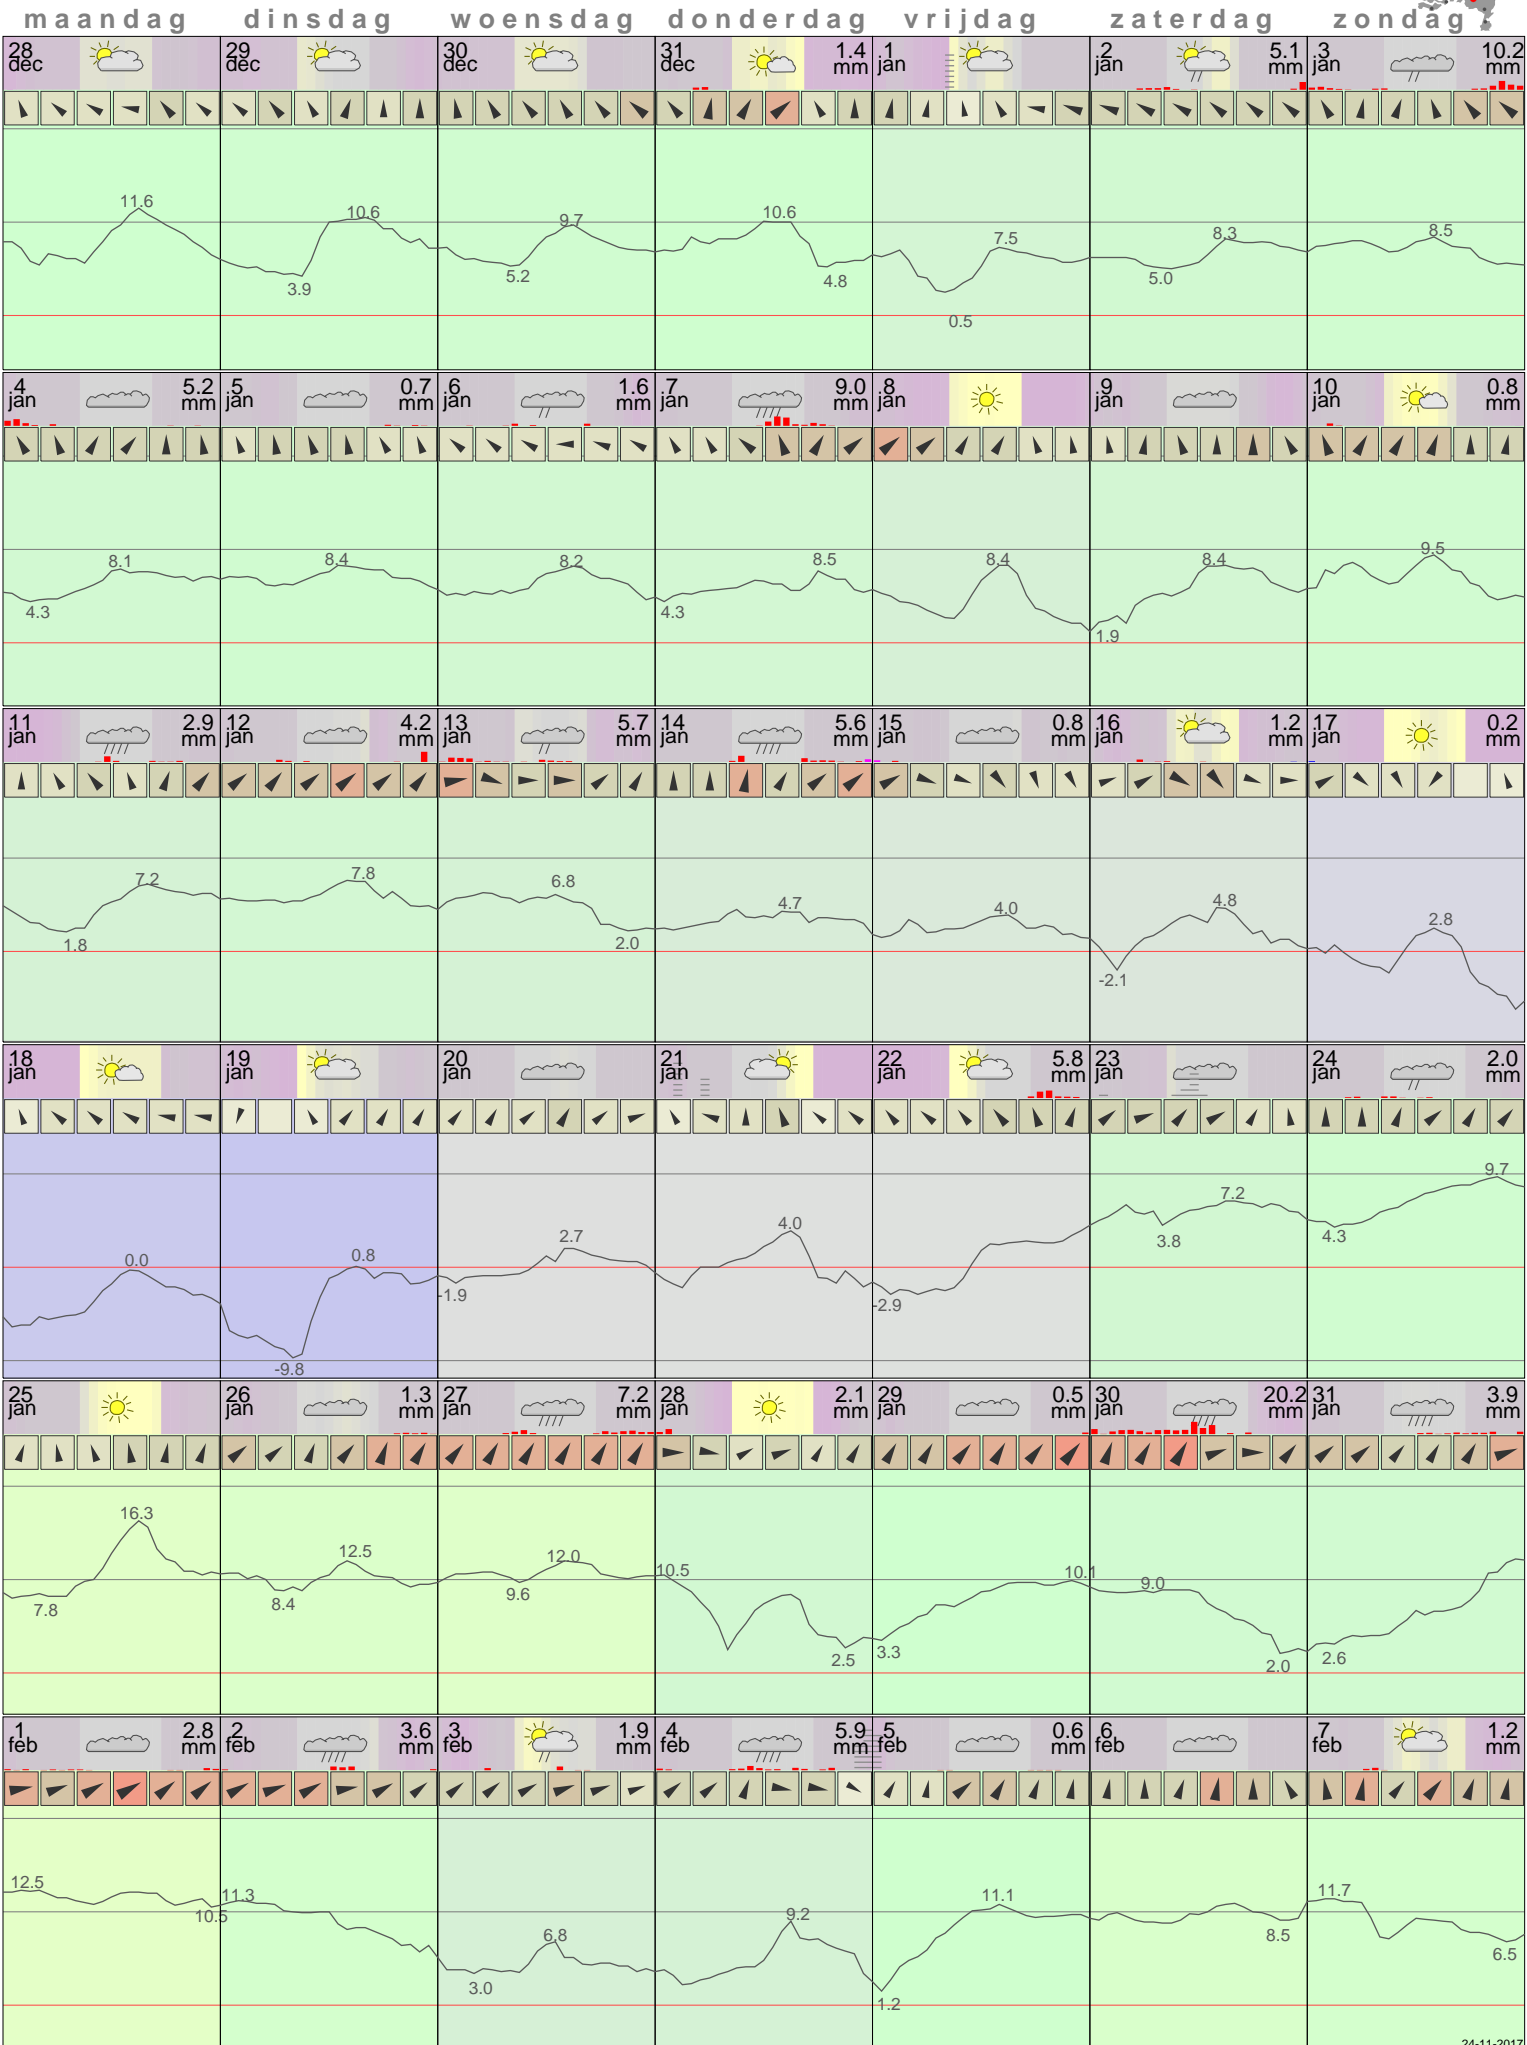 maandag dinsdag woensdag donderdag vrijdag zaterdag zondag
28 29 30 31 1.4 1 2 5.1 3 10.2
dec dec dec dec mm jan jan mm jan mm
11.6 10.6 9.7 10.6 7.5 8.3 8.5
3.9 5.2 4.8 0.5 5.0
4 5.2 5 0.7 6 1.6 7 9.0 8 9 10 0.8
jan mm jan mm jan mm jan mm jan jan jan mm
8.1 8.4 8.2 8.5 8.4 8.4 9.5
4.3 4.3 1.9
11 2.9 12 4.2 13 5.7 14 5.6 15 0.8 16 1.2 17 0.2
jan mm jan mm jan mm jan mm jan mm jan mm jan mm
7.2 7.8 6.8 4.7 4.0 4.8 2.8
1.8 2.0 -2.1
18 19 20 21 22 5.8 23 24 2.0
jan jan jan jan jan mm jan jan mm
0.0 0.8 2.7 4.0 7.2 9.7
-9.8 -1.9 -2.9 3.8 4.3
25 26 1.3 27 7.2 28 2.1 29 0.5 30 20.2 31 3.9
jan jan mm jan mm jan mm jan mm jan mm jan mm
16.3 12.5 12.0 10.5 10.1 9.0
7.8 8.4 9.6 2.5 3.3 2.0 2.6
1 2.8 2 3.6 3 1.9 4 5.9 5 0.6 6 7 1.2
feb mm feb mm feb mm feb mm feb mm feb feb mm
12.5 11.3 6.8 9.2 11.1 11.7
10.5 3.0 1.2 8.5 6.5
24-11-2017